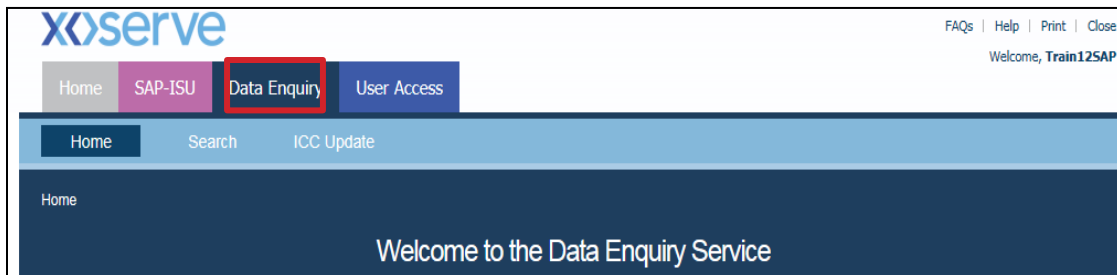 xoserve
FAQs | Help | Print | Close
Welcome, Train12SAP
Home SAP-ISU Data Enquiry User Access
Home Search ICC Update
Home
Welcome to the Data Enquiry Service